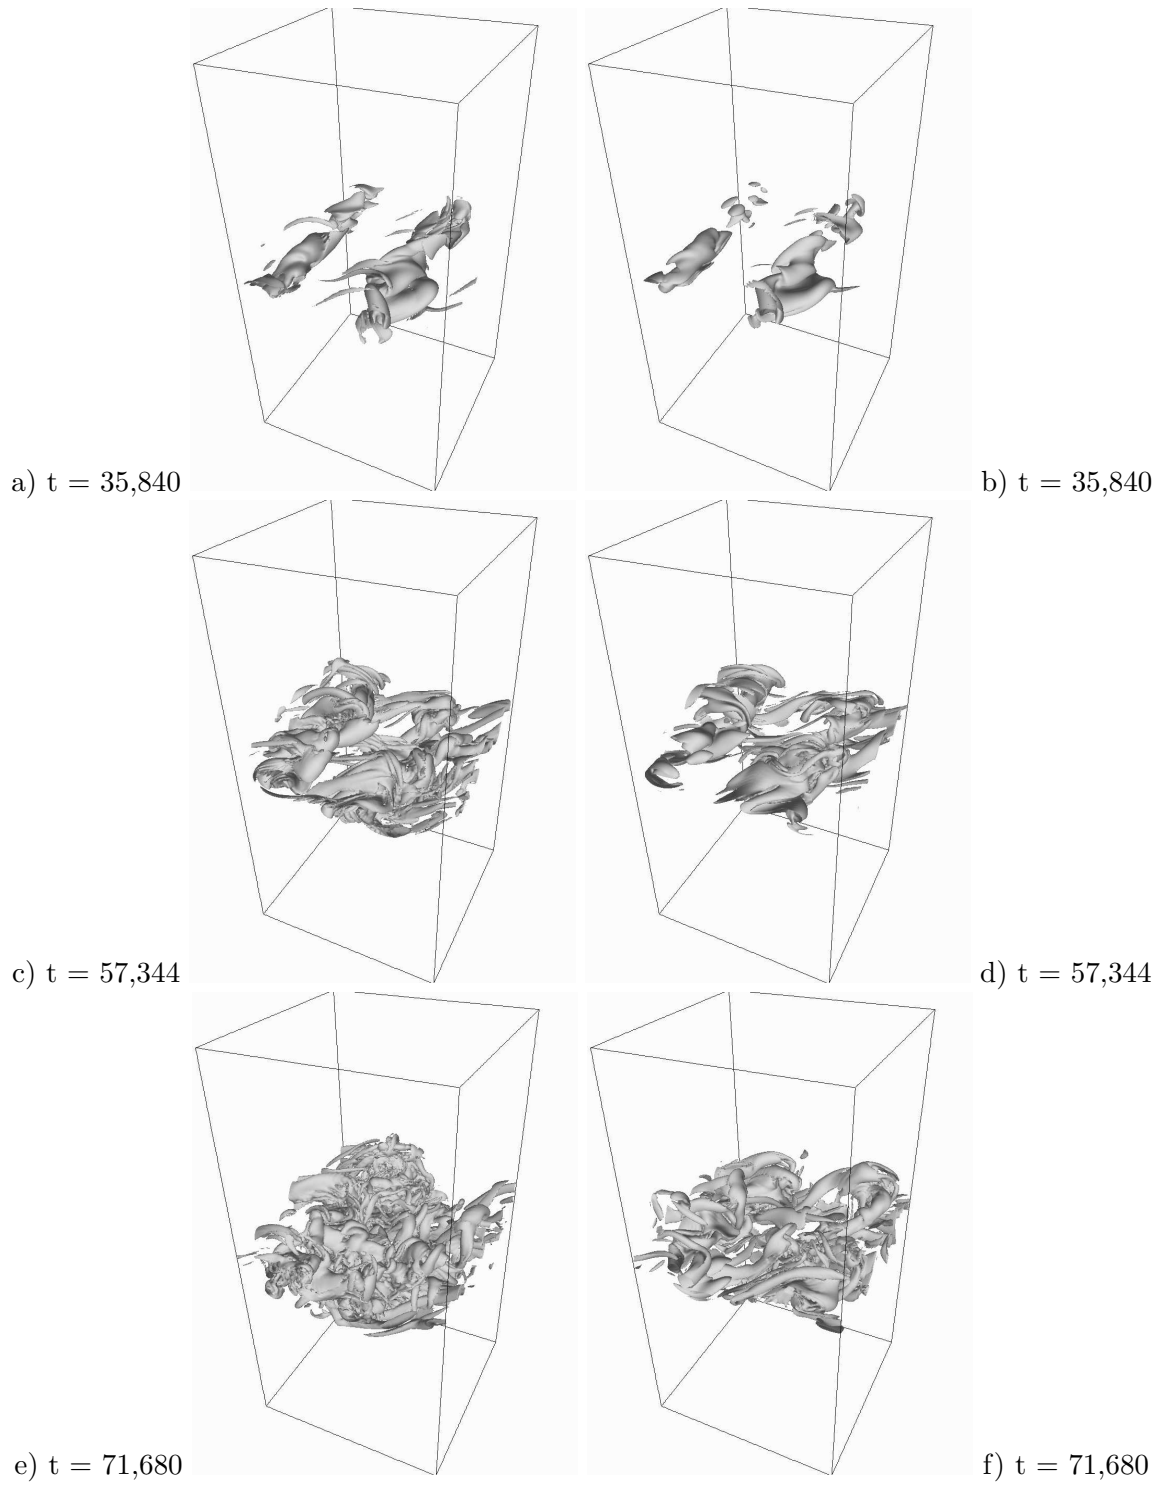 a) t = 35,840
b) t = 35,840
c) t = 57,344
d) t = 57,344
e) t = 71,680
f) t = 71,680